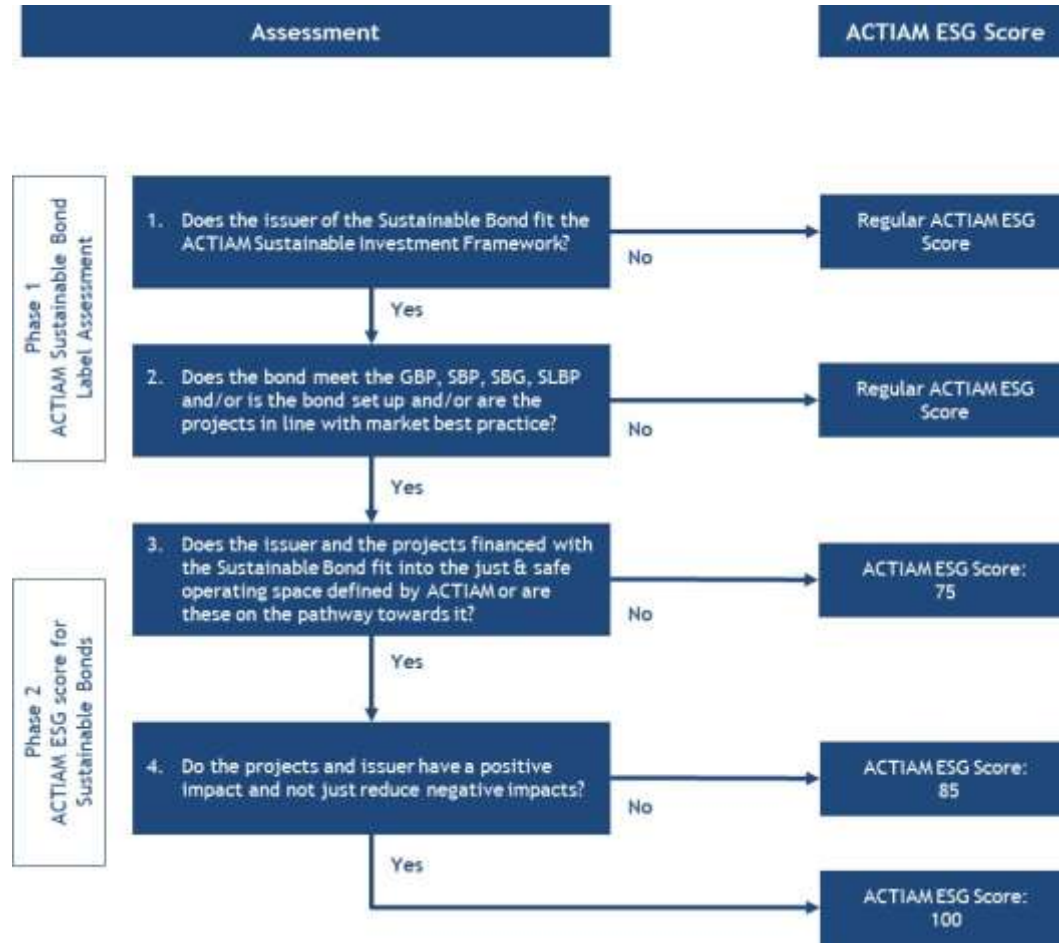 Assessment
ACTIAM ESG Score
Phase 1
ACTIAM Sustainable Bond
Label Assessment
1. Does the issuer of the Sustainable Bond fit the
ACTIAM Sustainable Investment Framework?
No
Regular ACTIAM ESG
Score
Yes
2. Does the bond meet the GBP, SBP, SBG, SLBP
and/or is the bond set up and/or are the
projects in line with market best practice?
No
Regular ACTIAM ESG
Score
Yes
Phase 2
ACTIAM ESG score for
Sustainable Bonds
3. Does the issuer and the projects financed with
the Sustainable Bond fit into the just & safe
operating space defined by ACTIAM or are
these on the pathway towards it?
No
ACTIAM ESG Score:
75
Yes
4. Do the projects and issuer have a positive
impact and not just reduce negative impacts?
No
ACTIAM ESG Score:
85
Yes
ACTIAM ESG Score:
100